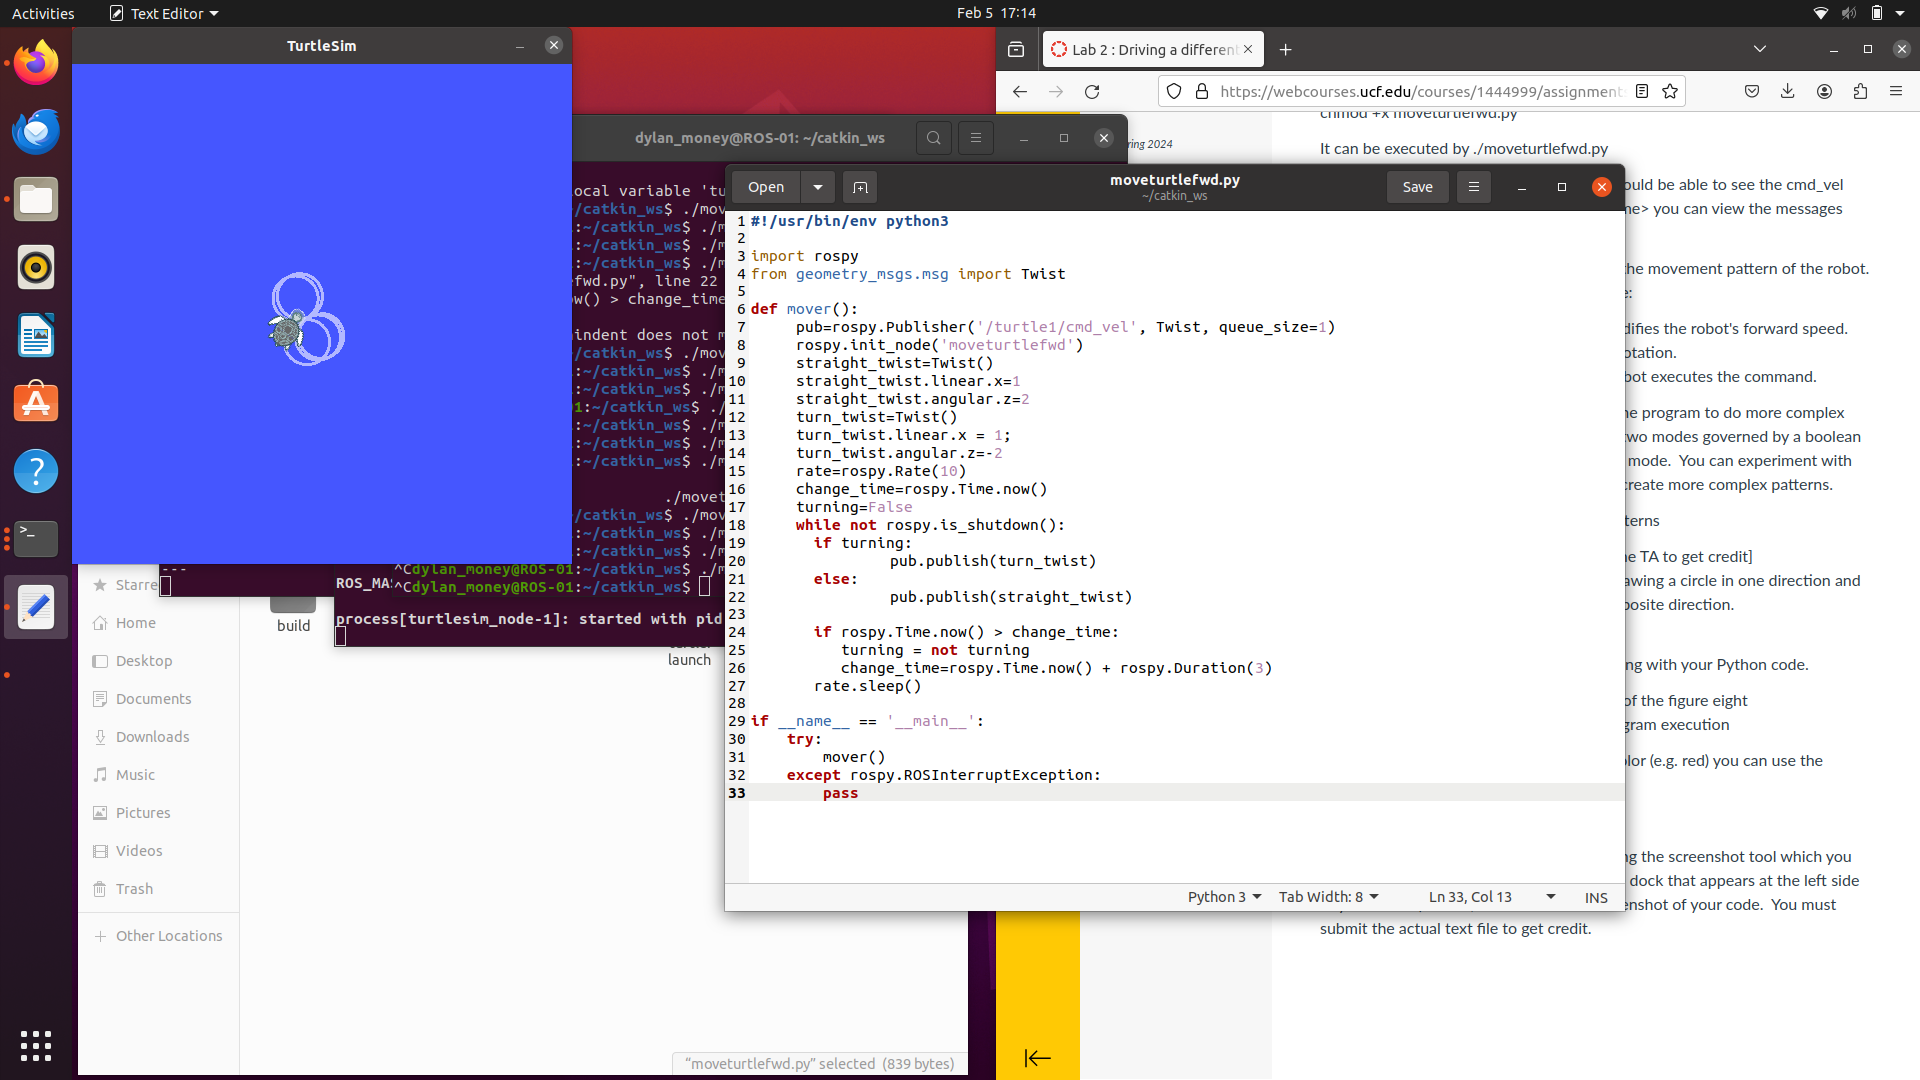 Activities
Text Editor
Feb 5 17:14
TurtleSim
dylan_money@ROS-01: ~/catkin_ws
ocal variable 'tu
/catkin_ws$ ./mov
:~/catkin_ws$ ./m
:~/catkin_ws$ ./m
:~/catkin_ws$ ./m
fwd.py", line 22
w() > change_time
indent does not m
:~/catkin_ws$ ./mov
:~/catkin_ws$ ./m
:~/catkin_ws$ ./m
1:~/catkin_ws$ ./
:~/catkin_ws$ ./m
:~/catkin_ws$ ./m
:~/catkin_ws$ ./m
./movet
/catkin_ws$ ./mov
:~/catkin_ws$ ./m
:~/catkin_ws$ ./m
^Cdylan_money@ROS-01:~/catkin_ws$ ./m
^Cdylan_money@ROS-01:~/catkin_ws$
---
ROS_MAS
process[turtlesim_node-1]: started with pid
Starre
Home
Desktop
Documents
Downloads
Music
Pictures
Videos
Trash
Other Locations
build
launch
"moveturtlefwd.py" selected (839 bytes)
Open
moveturtlefwd.py
~/catkin_ws
Save
1 #!/usr/bin/env python3
2
3 import rospy
4 from geometry_msgs.msg import Twist
5
6 def mover():
7 pub=rospy.Publisher('/turtle1/cmd_vel', Twist, queue_size=1)
8 rospy.init_node('moveturtlefwd')
9 straight_twist=Twist()
10 straight_twist.linear.x=1
11 straight_twist.angular.z=2
12 turn_twist=Twist()
13 turn_twist.linear.x = 1;
14 turn_twist.angular.z=-2
15 rate=rospy.Rate(10)
16 change_time=rospy.Time.now()
17 turning=False
18 while not rospy.is_shutdown():
19 if turning:
20 pub.publish(turn_twist)
21 else:
22 pub.publish(straight_twist)
23
24 if rospy.Time.now() > change_time:
25 turning = not turning
26 change_time=rospy.Time.now() + rospy.Duration(3)
27 rate.sleep()
28
29 if __name__ == '__main__':
30 try:
31 mover()
32 except rospy.ROSInterruptException:
33 pass
Python 3
Tab Width: 8
Ln 33, Col 13
INS
Lab 2 : Driving a differen
https://webcourses.ucf.edu/courses/1444999/assignment
ring 2024
chmod +x moveturtlefwd.py
It can be executed by ./moveturtlefwd.py
ould be able to see the cmd_vel
ne> you can view the messages
the movement pattern of the robot.
e:
difies the robot's forward speed.
otation.
bot executes the command.
he program to do more complex
two modes governed by a boolean
mode. You can experiment with
create more complex patterns.
terns
he TA to get credit]
awing a circle in one direction and
posite direction.
ng with your Python code.
of the figure eight
gram execution
olor (e.g. red) you can use the
ng the screenshot tool which you
dock that appears at the left side
enshot of your code. You must
submit the actual text file to get credit.